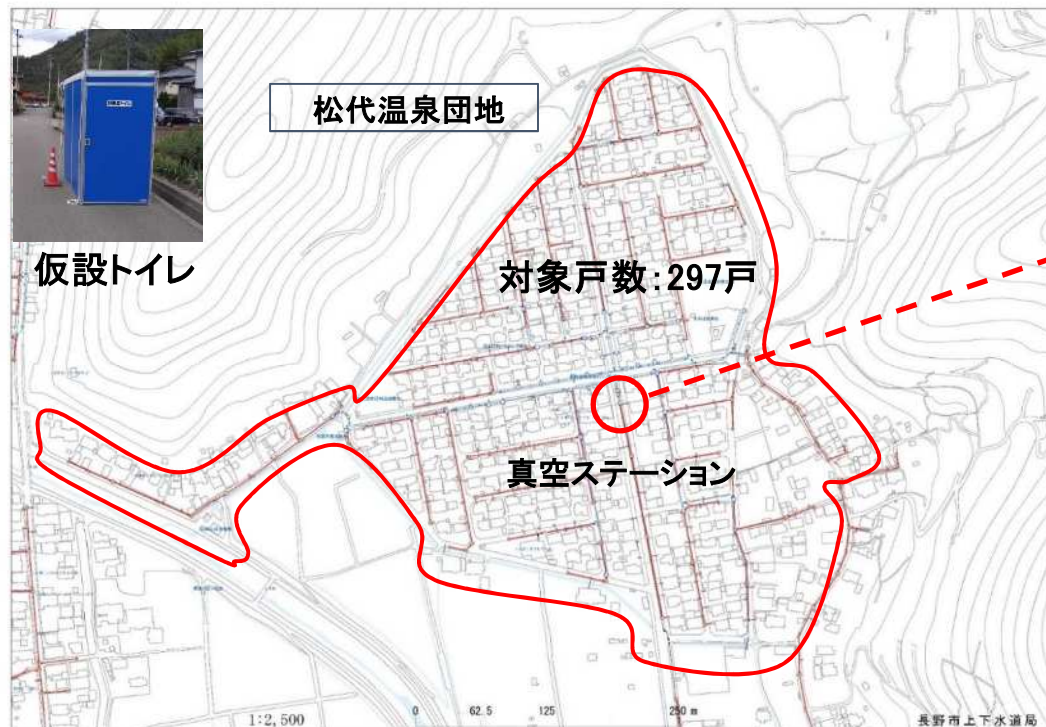 松代温泉団地
仮設トイレ
対象戸数:297戸
真空ステーション
1:2,500
0 62.5 125 250 m
長野市上下水道局